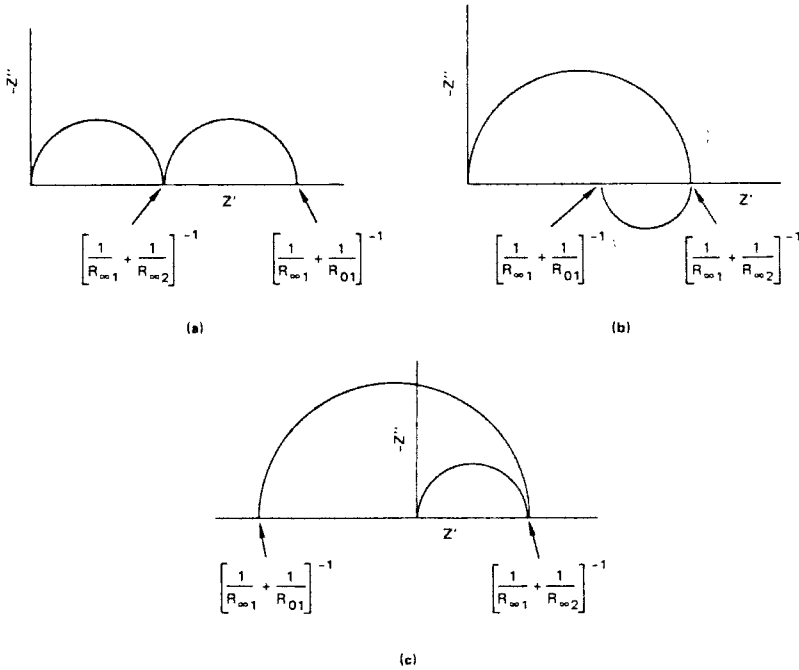 -Z''
Z'
[1/R∞1 + 1/R∞2]⁻¹
[1/R∞1 + 1/R01]⁻¹
(a)
-Z''
Z'
[1/R∞1 + 1/R01]⁻¹
[1/R∞1 + 1/R∞2]⁻¹
(b)
-Z''
Z'
[1/R∞1 + 1/R01]⁻¹
[1/R∞1 + 1/R∞2]⁻¹
(c)